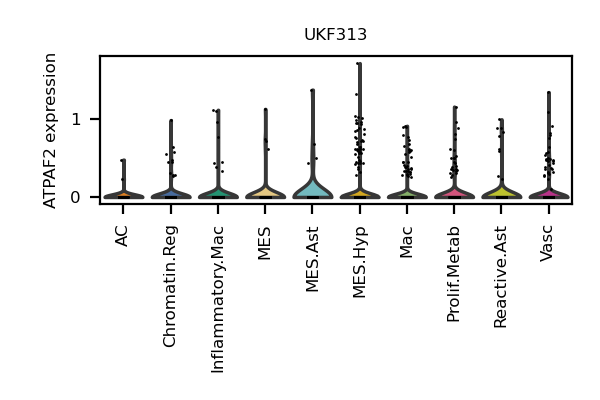 UKF313
ATPAF2 expression
1
0
AC
Chromatin.Reg
Inflammatory.Mac
MES
MES.Ast
MES.Hyp
Mac
Prolif.Metab
Reactive.Ast
Vasc